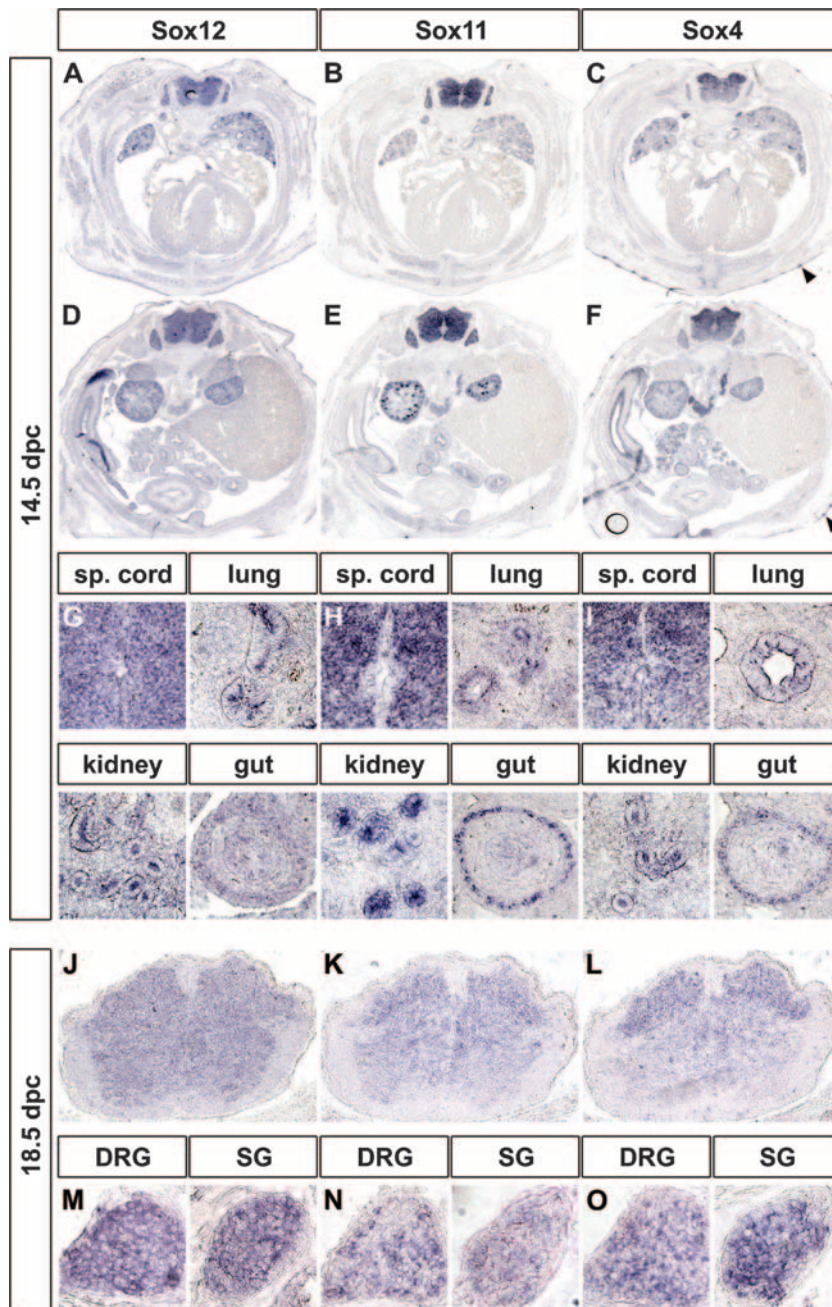 Sox12 Sox11 Sox4
14.5 dpc
A B C
D E F
sp. cord lung sp. cord lung sp. cord lung
G H I
kidney gut kidney gut kidney gut
18.5 dpc
J K L
DRG SG DRG SG DRG SG
M N O